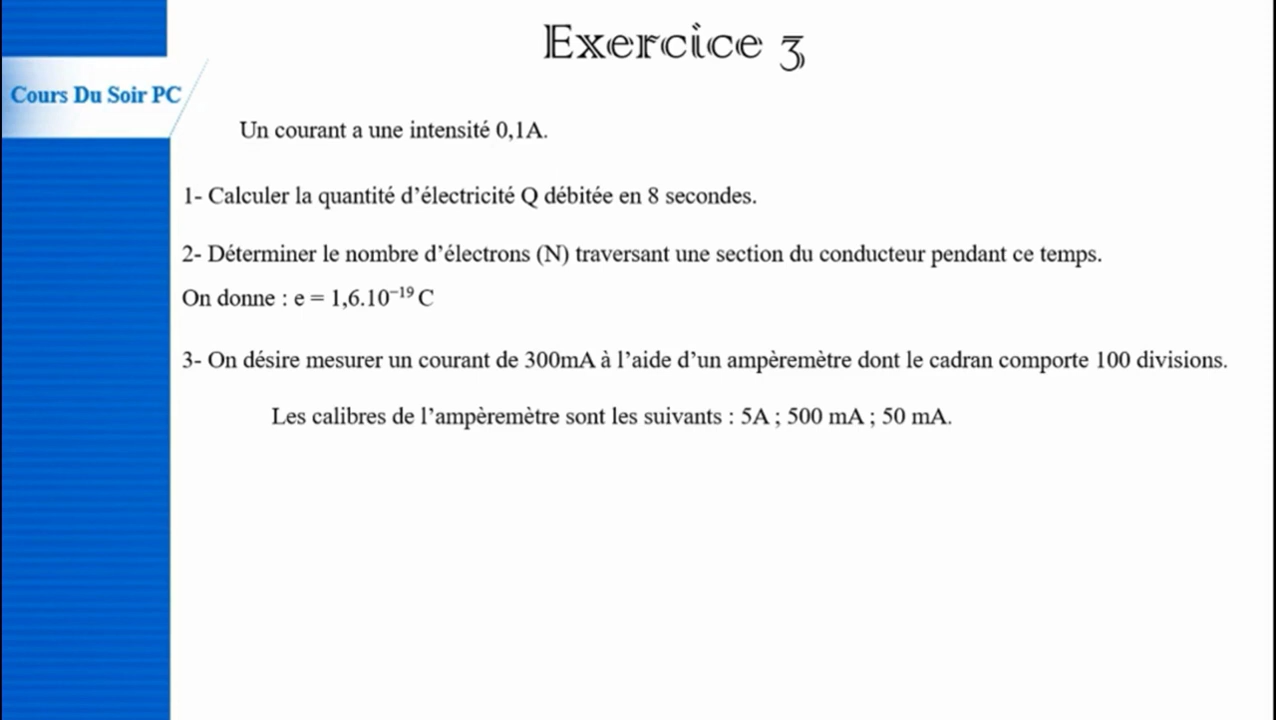 Exercice 3
Cours Du Soir PC
Un courant a une intensité 0,1A.
1- Calculer la quantité d’électricité Q débitée en 8 secondes.
2- Déterminer le nombre d’électrons (N) traversant une section du conducteur pendant ce temps.
On donne : e = 1,6.10⁻¹⁹ C
3- On désire mesurer un courant de 300mA à l’aide d’un ampèremètre dont le cadran comporte 100 divisions.
Les calibres de l’ampèremètre sont les suivants : 5A ; 500 mA ; 50 mA.